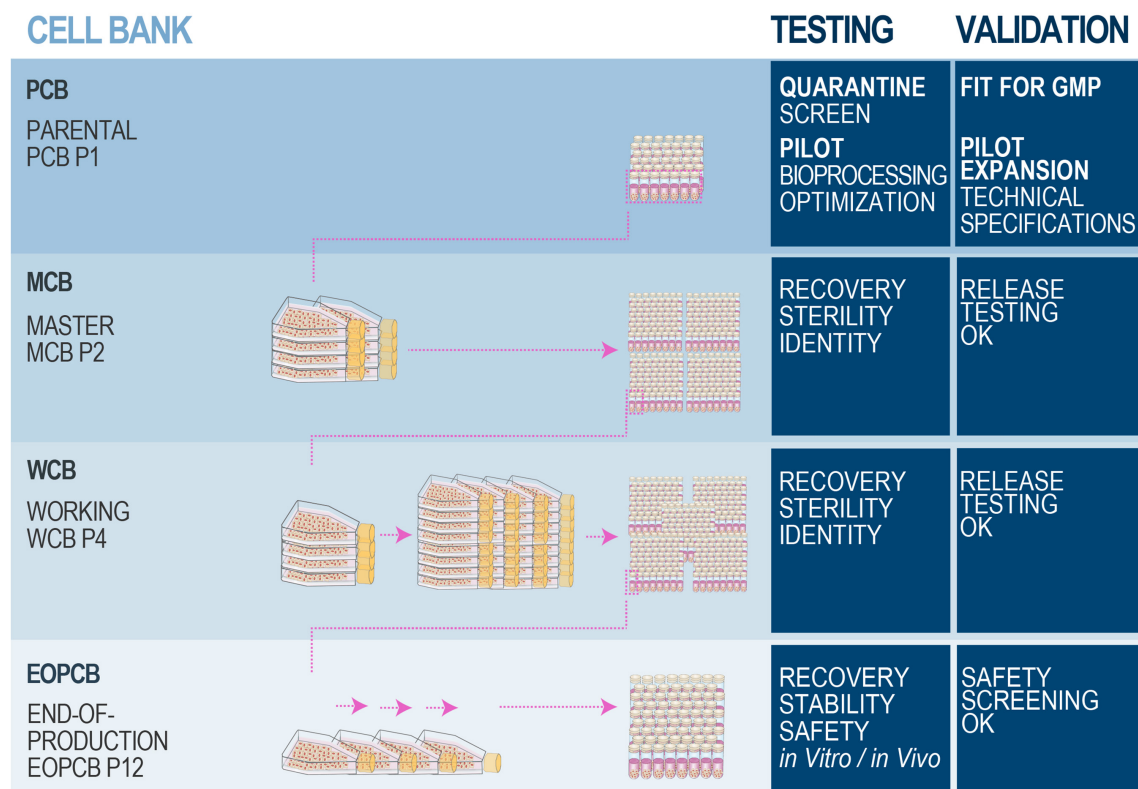 CELL BANK
TESTING
VALIDATION
PCB
PARENTAL
PCB P1
QUARANTINE
SCREEN
PILOT
BIOPROCESSING
OPTIMIZATION
FIT FOR GMP
PILOT
EXPANSION
TECHNICAL
SPECIFICATIONS
MCB
MASTER
MCB P2
RECOVERY
STERILITY
IDENTITY
RELEASE
TESTING
OK
WCB
WORKING
WCB P4
RECOVERY
STERILITY
IDENTITY
RELEASE
TESTING
OK
EOPCB
END-OF-
PRODUCTION
EOPCB P12
RECOVERY
STABILITY
SAFETY
in Vitro / in Vivo
SAFETY
SCREENING
OK